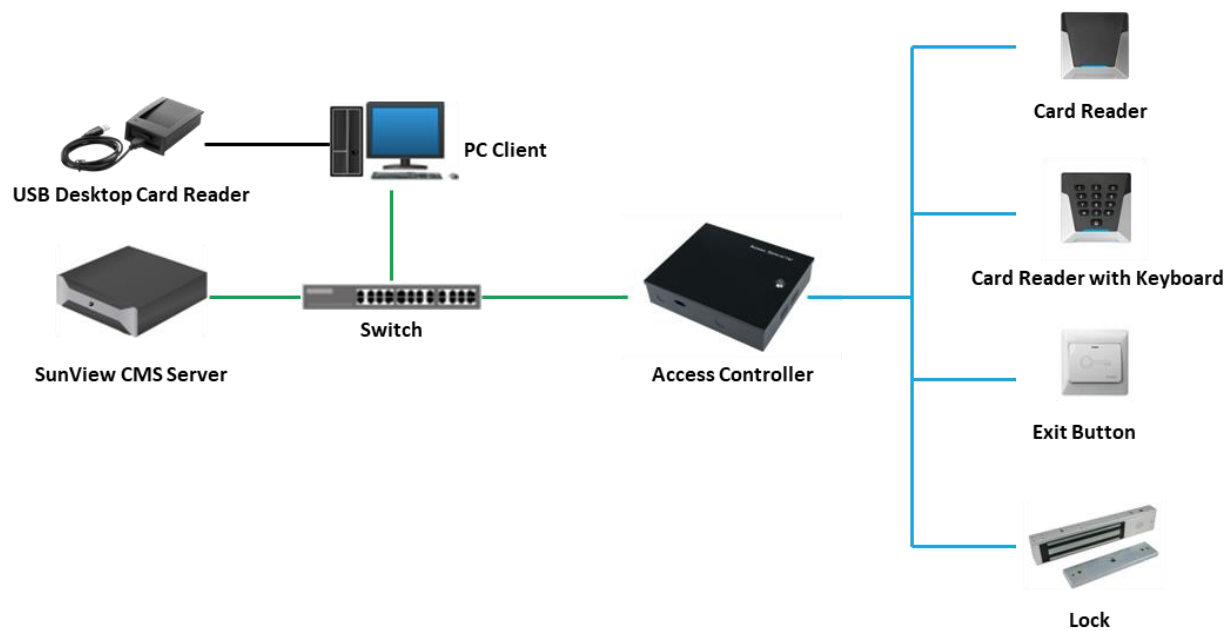 Card Reader
PC Client
USB Desktop Card Reader
Card Reader with Keyboard
Switch
SunView CMS Server
Access Controller
Exit Button
Lock